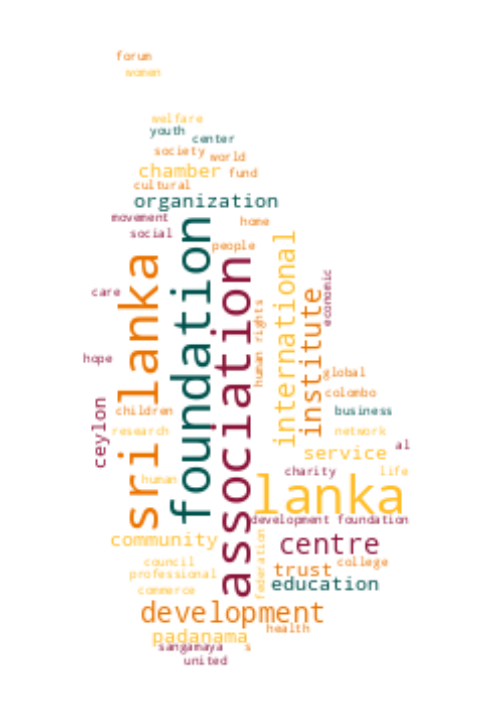 forum
women
welfare
youth
center
society
world
chamber
fund
cultural
organization
movement
home
social
people
sri lanka
foundation
association
international
institute
economic
human rights
care
hope
global
colombo
ceylon
children
business
research
network
al
service
human
charity
life
lanka
development foundation
community
centre
federation
council
college
trust
professional
education
commerce
development
health
padanama
sangamaya
s
united